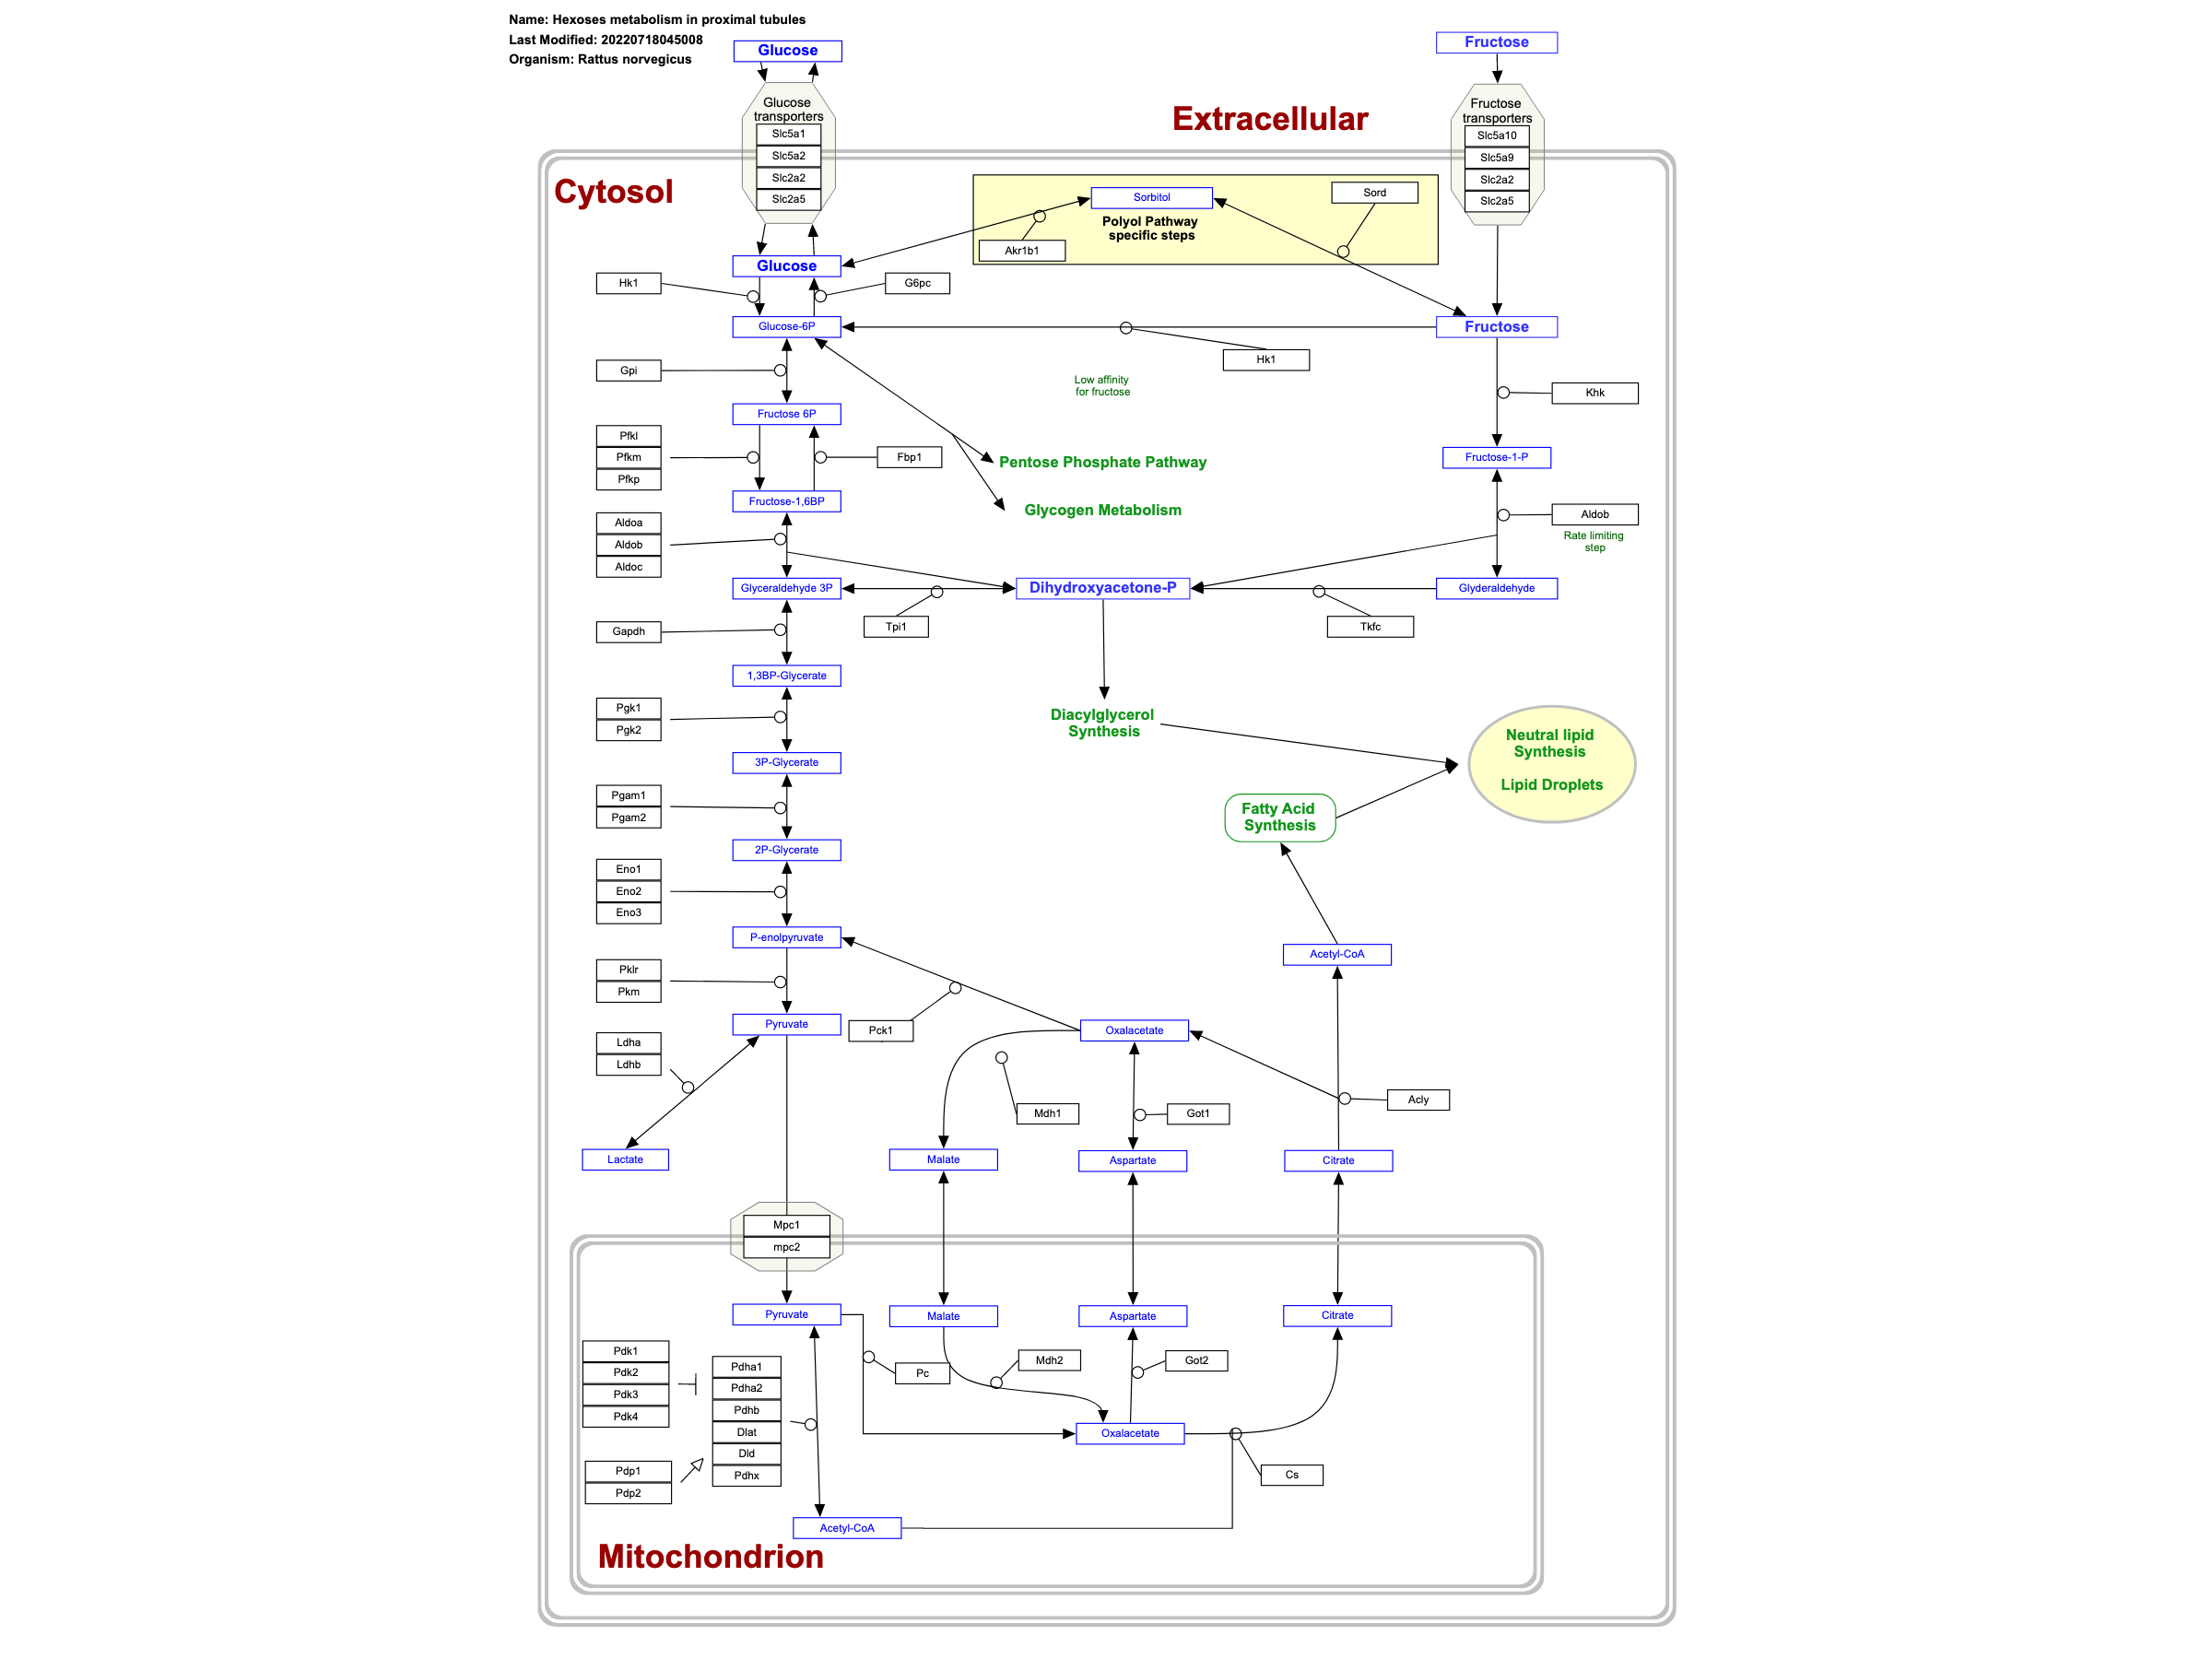 Name: Hexoses metabolism in proximal tubules
Last Modified: 20220718045008
Organism: Rattus norvegicus
Glucose
Fructose
Glucose
transporters
Slc5a1
Slc5a2
Slc2a2
Slc2a5
Extracellular
Fructose
transporters
Slc5a10
Slc5a9
Slc2a2
Slc2a5
Cytosol
Sorbitol
Sord
Polyol Pathway
specific steps
Akr1b1
Glucose
Hk1
G6pc
Glucose-6P
Fructose
Hk1
Gpi
Low affinity
for fructose
Khk
Fructose 6P
Pfkl
Pfkm
Pfkp
Fbp1
Pentose Phosphate Pathway
Fructose-1-P
Fructose-1,6BP
Glycogen Metabolism
Aldoa
Aldob
Aldoc
Aldob
Rate limiting
step
Glyceraldehyde 3P
Dihydroxyacetone-P
Glyderaldehyde
Gapdh
Tpi1
Tkfc
1,3BP-Glycerate
Pgk1
Pgk2
Diacylglycerol
Synthesis
Neutral lipid
Synthesis
Lipid Droplets
3P-Glycerate
Pgam1
Pgam2
Fatty Acid
Synthesis
2P-Glycerate
Eno1
Eno2
Eno3
P-enolpyruvate
Acetyl-CoA
Pklr
Pkm
Pyruvate
Pck1
Oxalacetate
Ldha
Ldhb
Mdh1
Got1
Acly
Lactate
Malate
Aspartate
Citrate
Mpc1
mpc2
Pyruvate
Malate
Aspartate
Citrate
Pdk1
Pdk2
Pdk3
Pdk4
Pdha1
Pdha2
Pdhb
Dlat
Dld
Pdhx
Pc
Mdh2
Got2
Oxalacetate
Pdp1
Pdp2
Cs
Acetyl-CoA
Mitochondrion